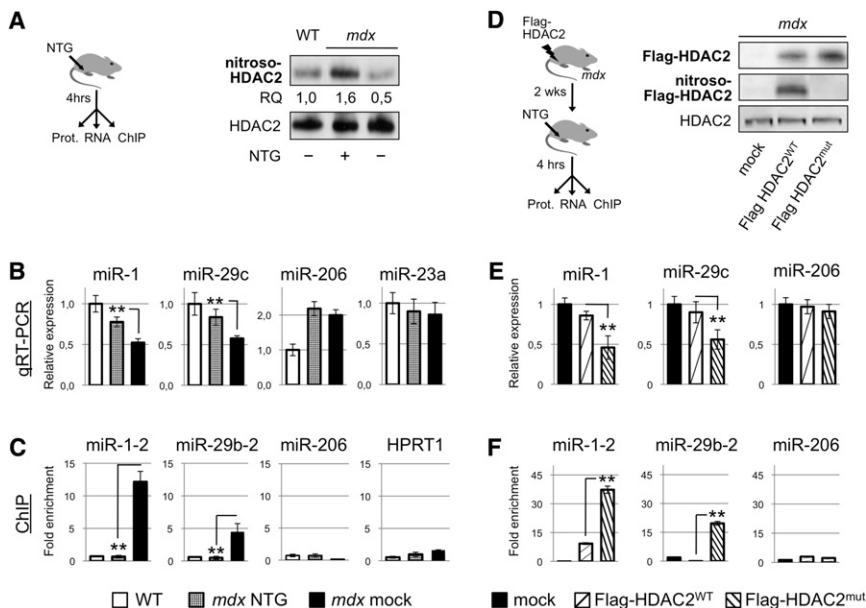 A
NTG
4hrs
Prot. RNA ChIP
WT mdx
nitroso-
HDAC2
RQ 1,0 1,6 0,5
HDAC2
NTG – + –
D
Flag-
HDAC2
mdx
2 wks
NTG
4 hrs
Prot. RNA ChIP
mdx
Flag-HDAC2
nitroso-
Flag-HDAC2
HDAC2
mock
Flag HDAC2WT
Flag HDAC2mut
B
qRT-PCR
Relative expression
miR-1
1,0
0,5
0,0
**
miR-29c
1,0
0,5
0,0
**
miR-206
2,0
1,0
0,0
miR-23a
1,0
0,5
0,0
E
Relative expression
miR-1
1
0,5
0
**
miR-29c
1
0,5
0
**
miR-206
1
0,5
0
C
ChIP
Fold enrichment
miR-1-2
15
10
5
0
**
miR-29b-2
15
10
5
0
**
miR-206
15
10
5
0
HPRT1
15
10
5
0
WT mdx NTG mdx mock
F
Fold enrichment
miR-1-2
45
30
15
0
**
miR-29b-2
45
30
15
0
**
miR-206
45
30
15
0
mock Flag-HDAC2WT Flag-HDAC2mut